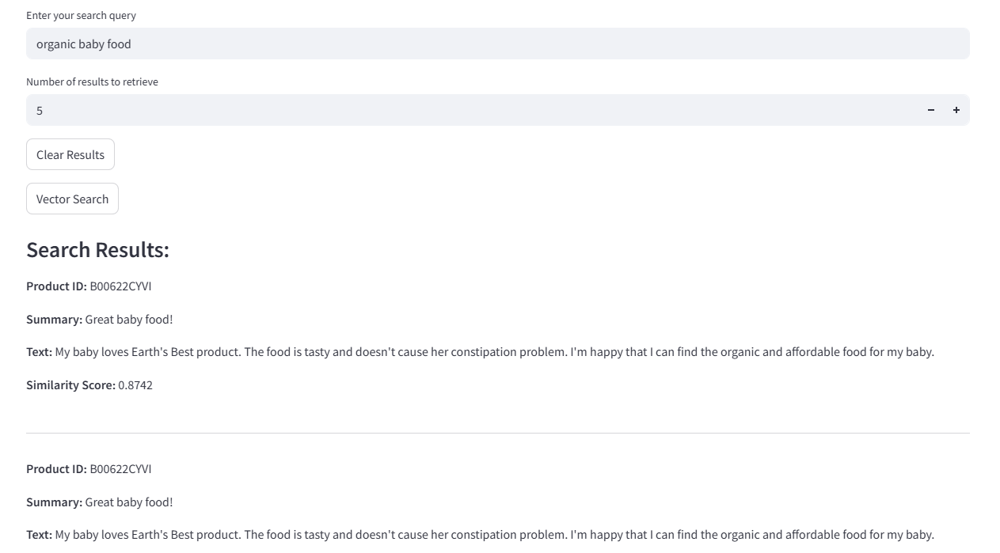 Enter your search query
organic baby food
Number of results to retrieve
5
Clear Results
Vector Search
Search Results:
Product ID: B00622CYVI
Summary: Great baby food!
Text: My baby loves Earth's Best product. The food is tasty and doesn't cause her constipation problem. I'm happy that I can find the organic and affordable food for my baby.
Similarity Score: 0.8742
Product ID: B00622CYVI
Summary: Great baby food!
Text: My baby loves Earth's Best product. The food is tasty and doesn't cause her constipation problem. I'm happy that I can find the organic and affordable food for my baby.